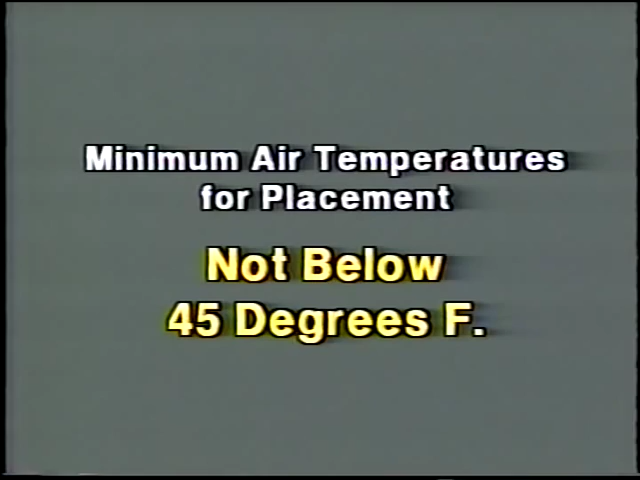 Minimum Air Temperatures
for Placement
Not Below
45 Degrees F.